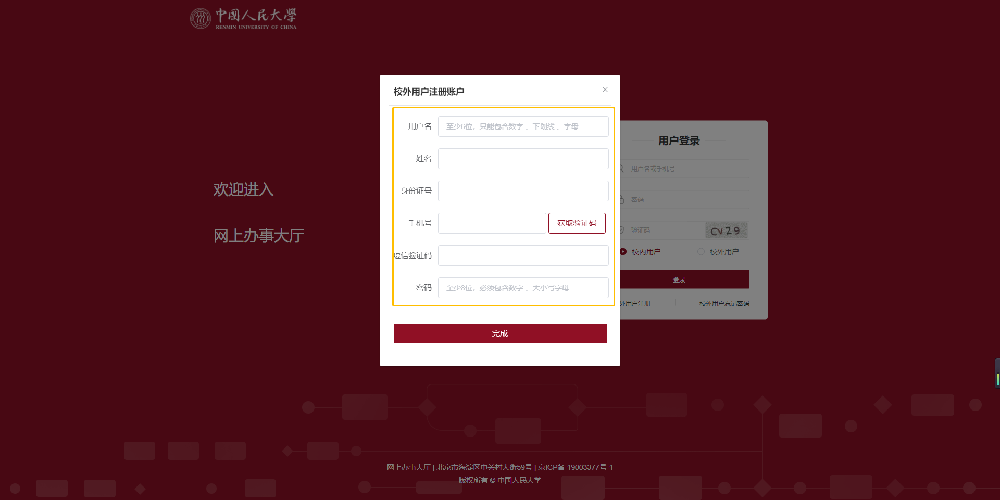 中国人民大学
RENMIN UNIVERSITY OF CHINA
欢迎进入
网上办事大厅
校外用户注册账户
用户名 至少6位，只能包含数字 、下划线 、字母
姓名
身份证号
手机号 获取验证码
短信验证码
密码 至少8位，必须包含数字 、大小写字母
完成
用户登录
用户名或手机号
密码
验证码 CV29
校内用户 校外用户
登录
外用户注册 校外用户忘记密码
网上办事大厅 | 北京市海淀区中关村大街59号 | 京ICP备 19003377号-1
版权所有 © 中国人民大学